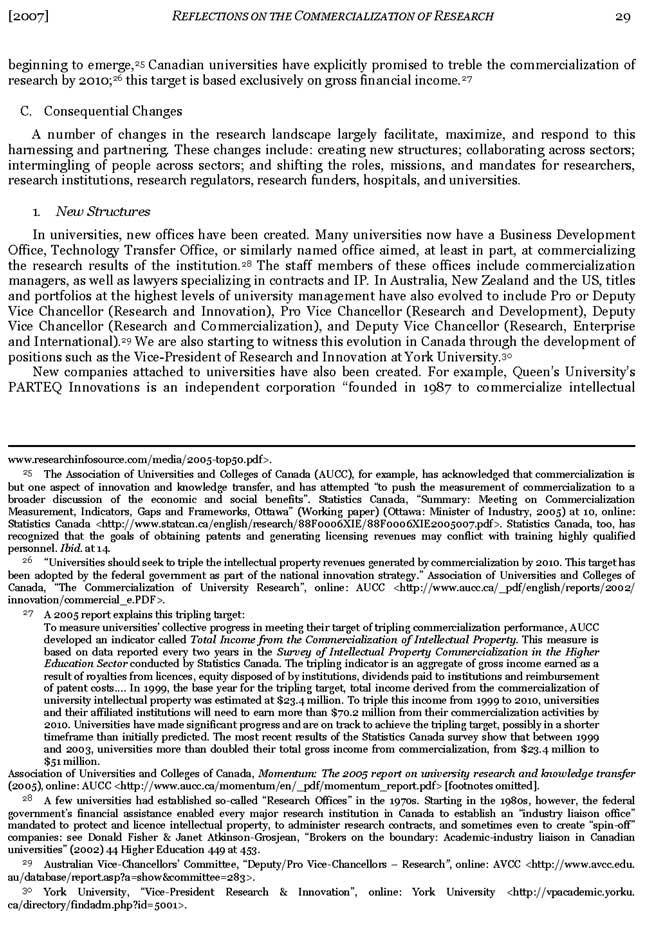 [2007] REFLECTIONS ON THE COMMERCIALIZATION OF RESEARCH 29
beginning to emerge,25 Canadian universities have explicitly promised to treble the commercialization of
research by 2010;26 this target is based exclusively on gross financial income.27
C. Consequential Changes
A number of changes in the research landscape largely facilitate, maximize, and respond to this
harnessing and partnering. These changes include: creating new structures; collaborating across sectors;
intermingling of people across sectors; and shifting the roles, missions, and mandates for researchers,
research institutions, research regulators, research funders, hospitals, and universities.
1. New Structures
In universities, new offices have been created. Many universities now have a Business Development
Office, Technology Transfer Office, or similarly named office aimed, at least in part, at commercializing
the research results of the institution.28 The staff members of these offices include commercialization
managers, as well as lawyers specializing in contracts and IP. In Australia, New Zealand and the US, titles
and portfolios at the highest levels of university management have also evolved to include Pro or Deputy
Vice Chancellor (Research and Innovation), Pro Vice Chancellor (Research and Development), Deputy
Vice Chancellor (Research and Commercialization), and Deputy Vice Chancellor (Research, Enterprise
and International).29 We are also starting to witness this evolution in Canada through the development of
positions such as the Vice-President of Research and Innovation at York University.30
New companies attached to universities have also been created. For example, Queen's University's
PARTEQ Innovations is an independent corporation “founded in 1987 to commercialize intellectual
www.researchinfosource.com/media/2005-top50.pdf>.
25 The Association of Universities and Colleges of Canada (AUCC), for example, has acknowledged that commercialization is
but one aspect of innovation and knowledge transfer, and has attempted “to push the measurement of commercialization to a
broader discussion of the economic and social benefits”. Statistics Canada, “Summary: Meeting on Commercialization
Measurement, Indicators, Gaps and Frameworks, Ottawa” (Working paper) (Ottawa: Minister of Industry, 2005) at 10, online:
Statistics Canada <http://www.statcan.ca/english/research/88F0006XIE/88F0006XIE2005007.pdf>. Statistics Canada, too, has
recognized that the goals of obtaining patents and generating licensing revenues may conflict with training highly qualified
personnel. Ibid. at 14.
26 “Universities should seek to triple the intellectual property revenues generated by commercialization by 2010. This target has
been adopted by the federal government as part of the national innovation strategy.” Association of Universities and Colleges of
Canada, “The Commercialization of University Research”, online: AUCC <http://www.aucc.ca/_pdf/english/reports/2002/
innovation/commercial_e.PDF>.
27 A 2005 report explains this tripling target:
To measure universities' collective progress in meeting their target of tripling commercialization performance, AUCC
developed an indicator called Total Income from the Commercialization of Intellectual Property. This measure is
based on data reported every two years in the Survey of Intellectual Property Commercialization in the Higher
Education Sector conducted by Statistics Canada. The tripling indicator is an aggregate of gross income earned as a
result of royalties from licences, equity disposed of by institutions, dividends paid to institutions and reimbursement
of patent costs.... In 1999, the base year for the tripling target, total income derived from the commercialization of
university intellectual property was estimated at $23.4 million. To triple this income from 1999 to 2010, universities
and their affiliated institutions will need to earn more than $70.2 million from their commercialization activities by
2010. Universities have made significant progress and are on track to achieve the tripling target, possibly in a shorter
timeframe than initially predicted. The most recent results of the Statistics Canada survey show that between 1999
and 2003, universities more than doubled their total gross income from commercialization, from $23.4 million to
$51 million.
Association of Universities and Colleges of Canada, Momentum: The 2005 report on university research and knowledge transfer
(2005), online: AUCC <http://www.aucc.ca/momentum/en/_pdf/momentum_report.pdf> [footnotes omitted].
28 A few universities had established so-called “Research Offices” in the 1970s. Starting in the 1980s, however, the federal
government's financial assistance enabled every major research institution in Canada to establish an “industry liaison office”
mandated to protect and licence intellectual property, to administer research contracts, and sometimes even to create “spin-off”
companies: see Donald Fisher & Janet Atkinson-Grosjean, “Brokers on the boundary: Academic-industry liaison in Canadian
universities” (2002) 44 Higher Education 449 at 453.
29 Australian Vice-Chancellors' Committee, “Deputy/Pro Vice-Chancellors – Research”, online: AVCC <http://www.avcc.edu.
au/database/report.asp?a=show&committee=283>.
30 York University, “Vice-President Research & Innovation”, online: York University <http://vpacademic.yorku.
ca/directory/findadm.php?id=5001>.